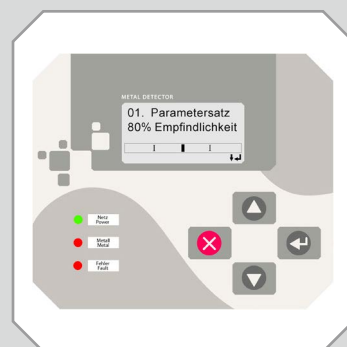 METAL DETECTOR
01. Parametersatz
80% Empfindlichkeit
Netz
Power
Metall
Metal
Fehler
Fault